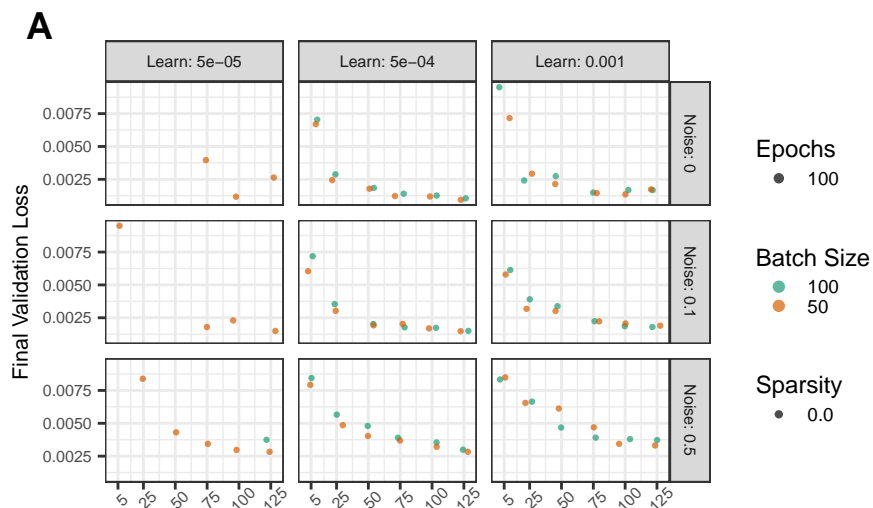 A
Learn: 5e-05
Learn: 5e-04
Learn: 0.001
Final Validation Loss
0.0075
0.0050
0.0025
Noise: 0
0.0075
0.0050
0.0025
Noise: 0.1
0.0075
0.0050
0.0025
Noise: 0.5
5 25 50 75 100 125
5 25 50 75 100 125
5 25 50 75 100 125
Epochs
100
Batch Size
100
50
Sparsity
0.0